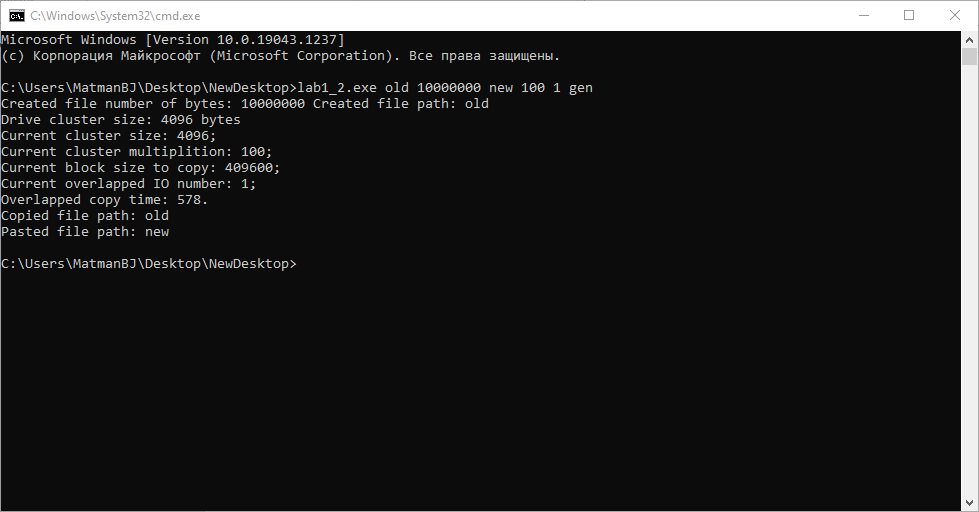 C:\Windows\System32\cmd.exe
Microsoft Windows [Version 10.0.19043.1237]
(c) Корпорация Майкрософт (Microsoft Corporation). Все права защищены.
C:\Users\MatmanBJ\Desktop\NewDesktop>lab1_2.exe old 10000000 new 100 1 gen
Created file number of bytes: 10000000 Created file path: old
Drive cluster size: 4096 bytes
Current cluster size: 4096;
Current cluster multiplition: 100;
Current block size to copy: 409600;
Current overlapped IO number: 1;
Overlapped copy time: 578.
Copied file path: old
Pasted file path: new
C:\Users\MatmanBJ\Desktop\NewDesktop>